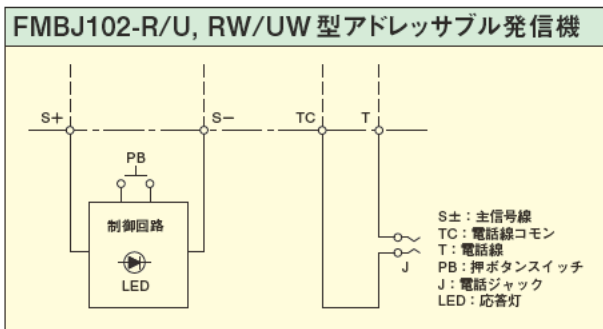 FMBJ102-R/U, RW/UW型アドレッサブル発信機
S+
S−
TC
T
PB
制御回路
LED
J
S±：主信号線
TC：電話線コモン
T：電話線
PB：押ボタンスイッチ
J：電話ジャック
LED：応答灯